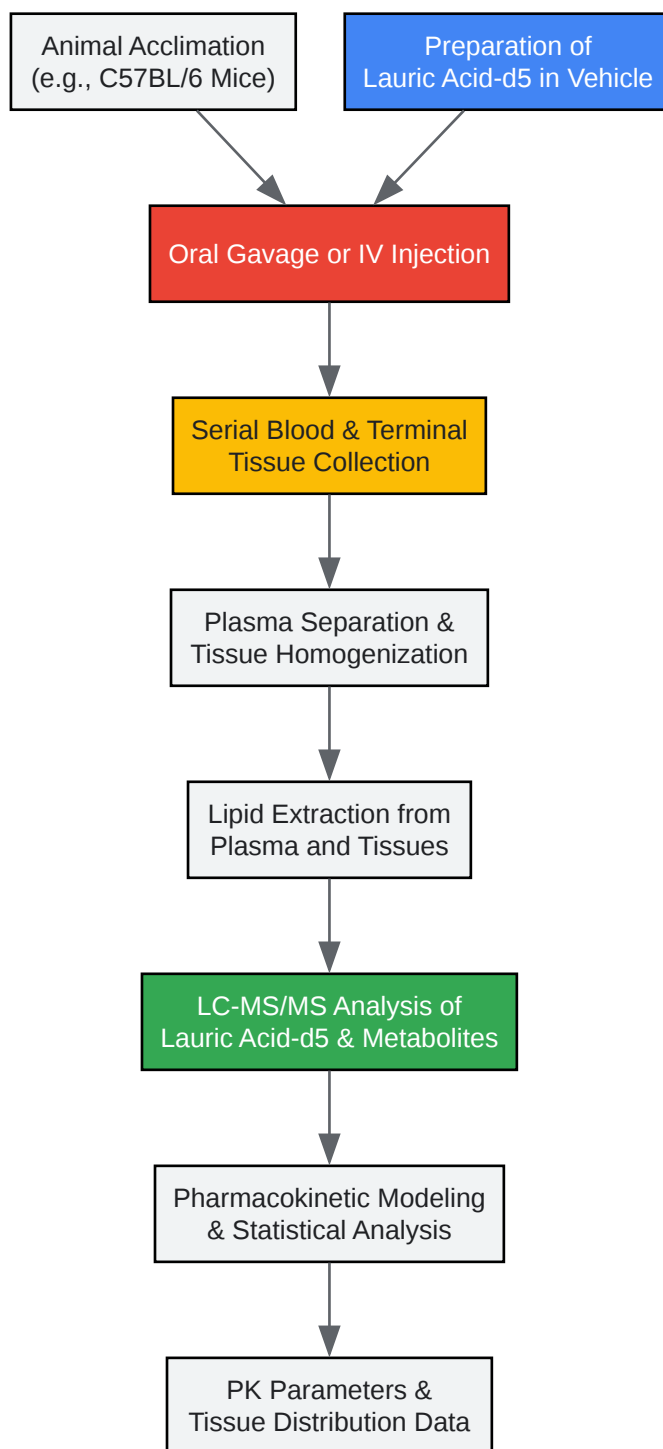 Animal Acclimation
(e.g., C57BL/6 Mice)
Preparation of
Lauric Acid-d5 in Vehicle
Oral Gavage or IV Injection
Serial Blood & Terminal
Tissue Collection
Plasma Separation &
Tissue Homogenization
Lipid Extraction from
Plasma and Tissues
LC-MS/MS Analysis of
Lauric Acid-d5 & Metabolites
Pharmacokinetic Modeling
& Statistical Analysis
PK Parameters &
Tissue Distribution Data